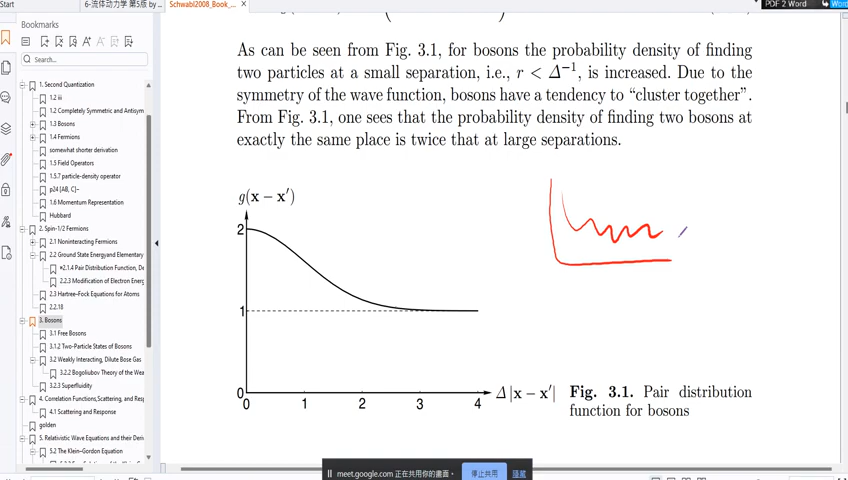 Start
6-流体动力学 第5版 by ...
Schwabl2008_Book_...
PDF 2 Word
Word
Bookmarks
Search...
1. Second Quantization
1.2 iii
1.2 Completely Symmetric and Antisym
1.3 Bosons
1.4 Fermions
somewhat shorter derivation
1.5 Field Operators
1.5.7 particle-density operator
p24 [AB, C]−
1.6 Momentum Representation
Hubbard
2. Spin-1/2 Fermions
2.1 Noninteracting Fermions
2.2 Ground State Energyand Elementary
*2.1.4 Pair Distribution Function, De
2.2.3 Modification of Electron Energ
2.3 Hartree–Fock Equations for Atoms
2.2.18
3. Bosons
3.1 Free Bosons
3.1.2 Two-Particle States of Bosons
3.2 Weakly Interacting, Dilute Bose Gas
3.2.2 Bogoliubov Theory of the Wea
3.2.3 Superfluidity
4. Correlation Functions,Scattering, and Resp
4.1 Scattering and Response
golden
5. Relativistic Wave Equations and their Deri
5.2 The Klein–Gordon Equation
As can be seen from Fig. 3.1, for bosons the probability density of finding
two particles at a small separation, i.e., r < Δ⁻¹, is increased. Due to the
symmetry of the wave function, bosons have a tendency to “cluster together”.
From Fig. 3.1, one sees that the probability density of finding two bosons at
exactly the same place is twice that at large separations.
g(x − x′)
2
1
0
0 1 2 3 4
Δ |x − x′|
Fig. 3.1. Pair distribution
function for bosons
meet.google.com 正在共用你的畫面。 停止共用 隱藏